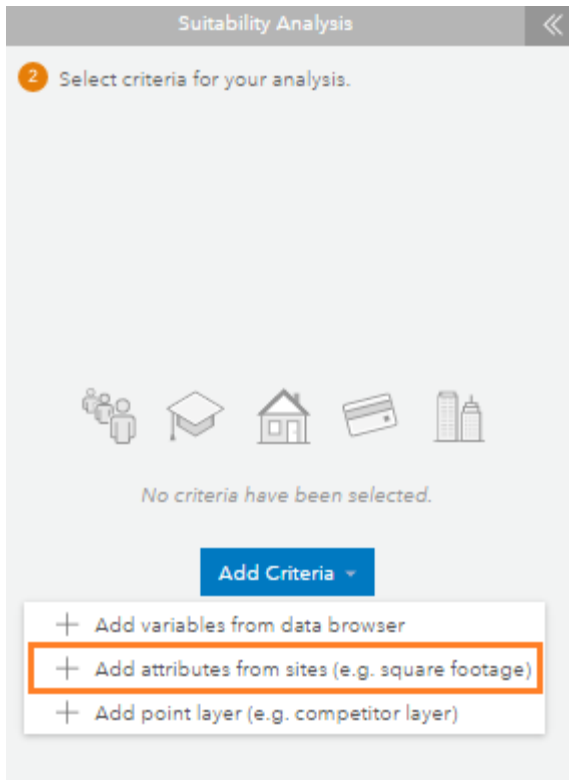 Suitability Analysis
2 Select criteria for your analysis.
No criteria have been selected.
Add Criteria
Add variables from data browser
Add attributes from sites (e.g. square footage)
Add point layer (e.g. competitor layer)